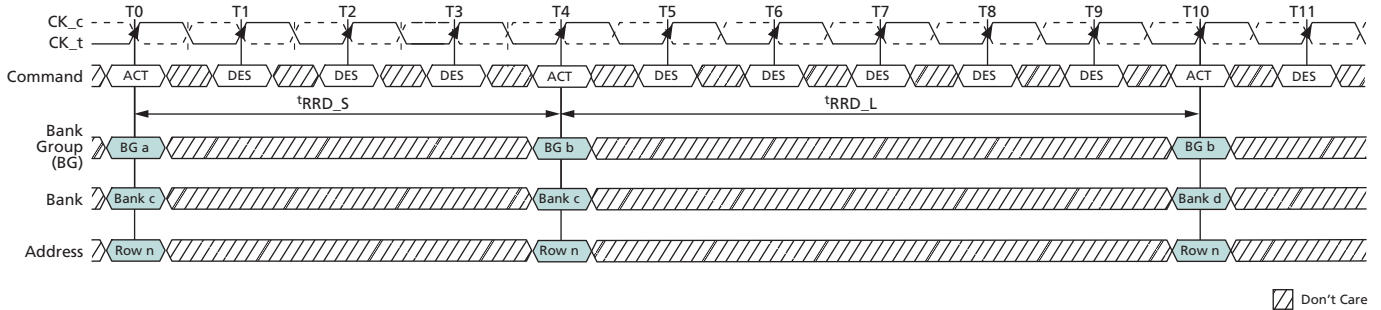 T0 T1 T2 T3 T4 T5 T6 T7 T8 T9 T10 T11
CK_c
CK_t
Command ACT DES DES DES ACT DES DES DES DES DES ACT DES
tRRD_S tRRD_L
Bank
Group
(BG)
BG a BG b BG b
Bank Bank c Bank c Bank d
Address Row n Row n Row n
Don't Care